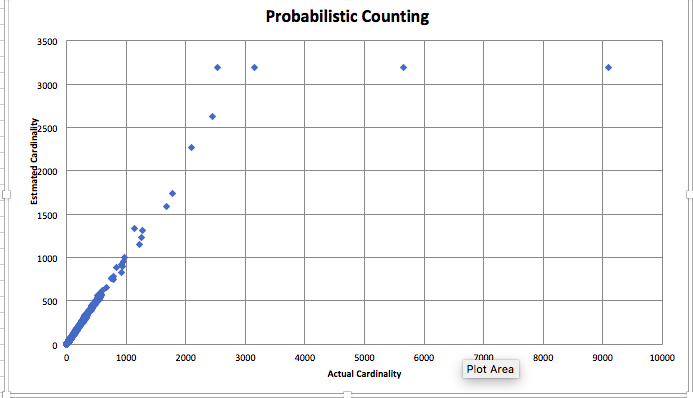 Probabilistic Counting
3500
3000
2500
2000
1500
1000
500
0
Estmated Cardinality
0 1000 2000 3000 4000 5000 6000 7000 8000 9000 10000
Plot Area
Actual Cardinality